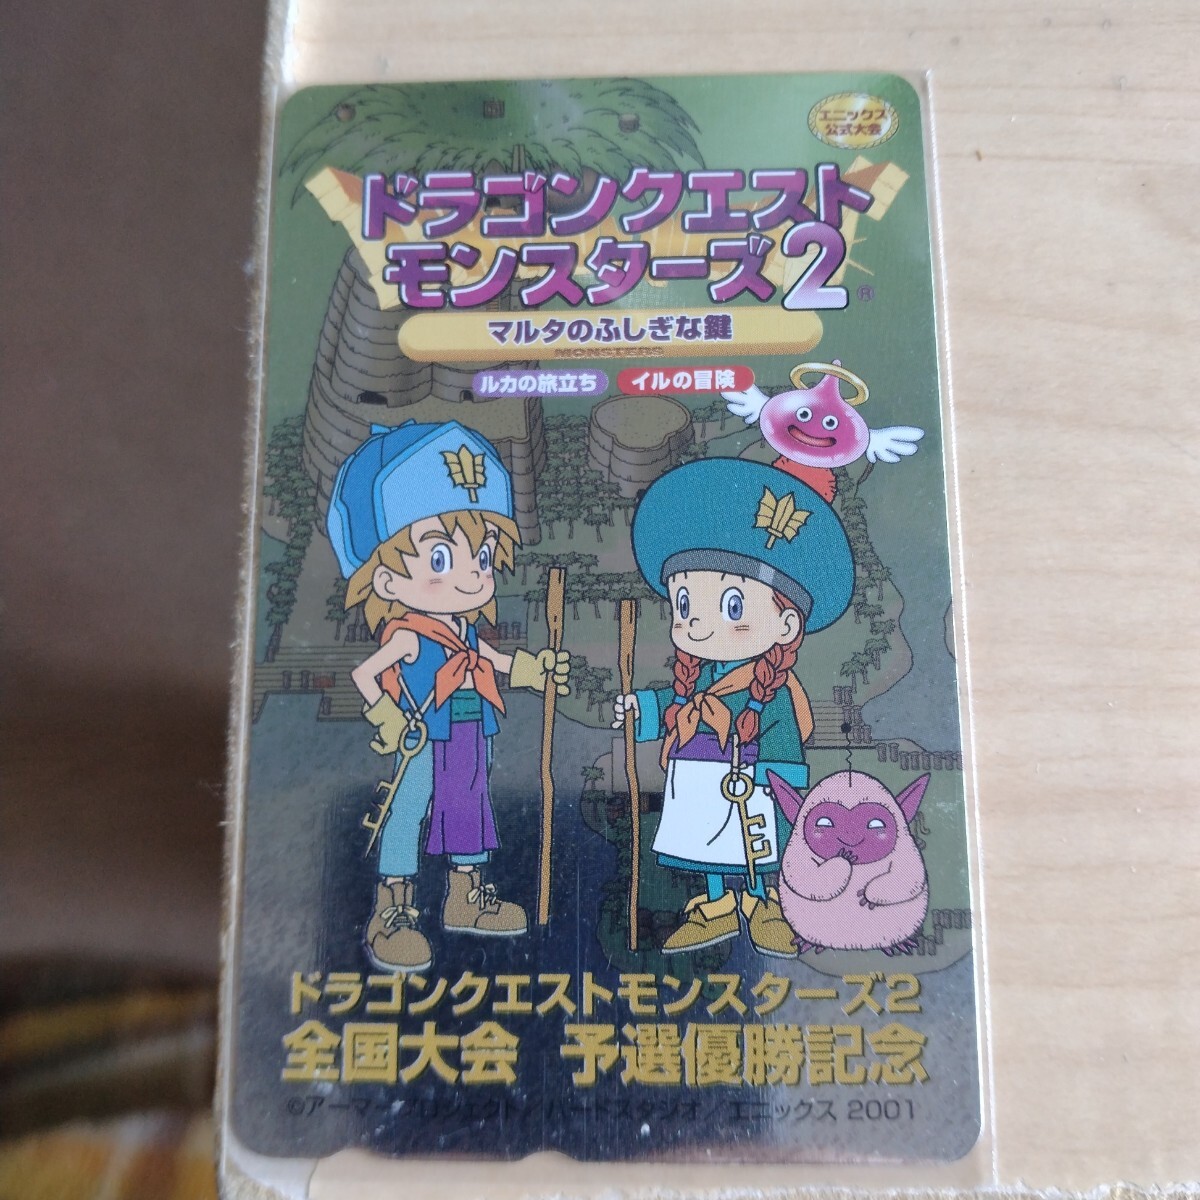 エニックス
公式大会
ドラゴンクエスト
モンスターズ2
®
マルタのふしぎな鍵
MONSTERS
ルカの旅立ち イルの冒険
ドラゴンクエストモンスターズ2
全国大会 予選優勝記念
©アーマープロジェクト/バードスタジオ/エニックス 2001